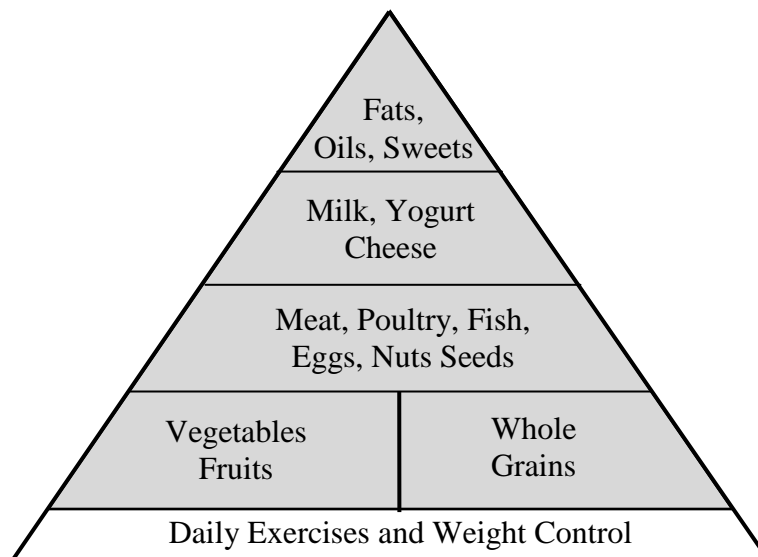 Fats,
Oils, Sweets
Milk, Yogurt
Cheese
Meat, Poultry, Fish,
Eggs, Nuts Seeds
Vegetables
Fruits
Whole
Grains
Daily Exercises and Weight Control